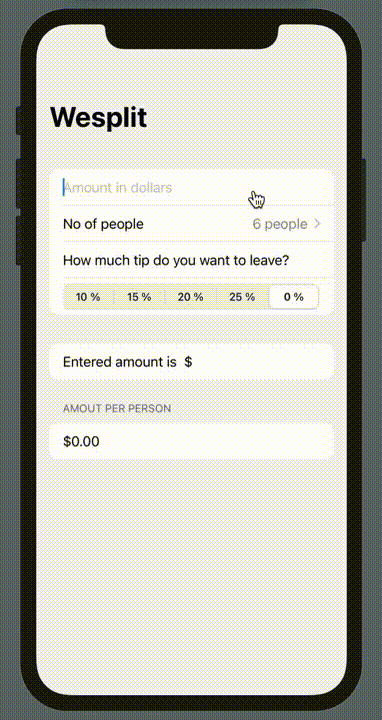 Wesplit
Amount in dollars
No of people 6 people
How much tip do you want to leave?
10 % 15 % 20 % 25 % 0 %
Entered amount is $
AMOUT PER PERSON
$0.00